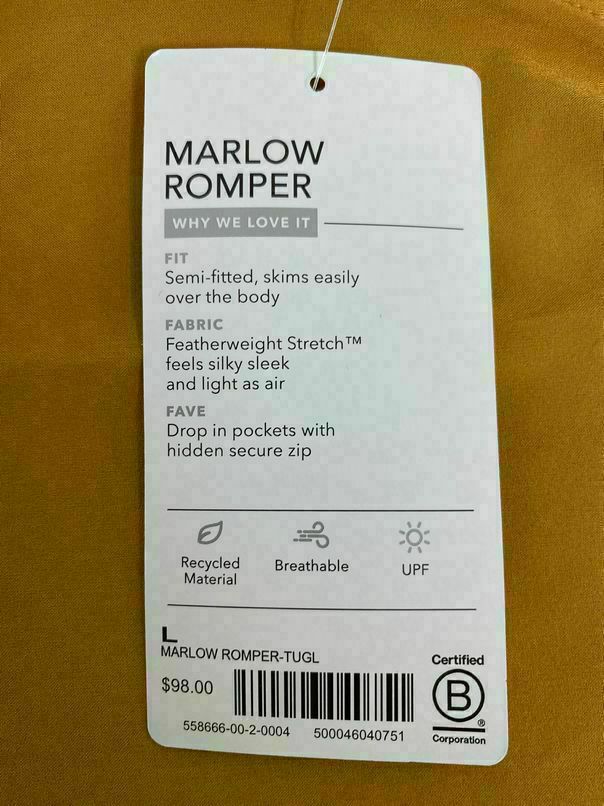 MARLOW
ROMPER
WHY WE LOVE IT
FIT
Semi-fitted, skims easily
over the body
FABRIC
Featherweight Stretch™
feels silky sleek
and light as air
FAVE
Drop in pockets with
hidden secure zip
Recycled
Material
Breathable
UPF
L
MARLOW ROMPER-TUGL
$98.00
558666-00-2-0004 500046040751
Certified
B
®
Corporation